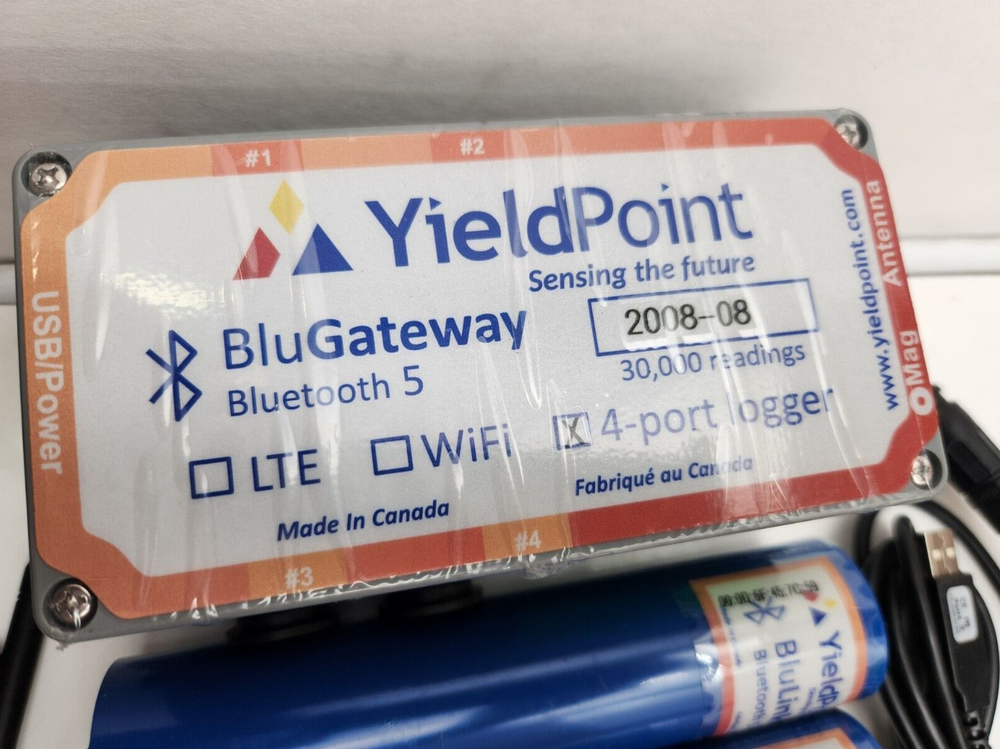 #1
#2
YieldPoint
Sensing the future
BluGateway
Bluetooth 5
2008-08
30,000 readings
LTE
WiFi
X 4-port logger
Made In Canada
Fabriqué au Canada
#3
#4
USB/Power
www.yieldpoint.com
Mag
Antenna